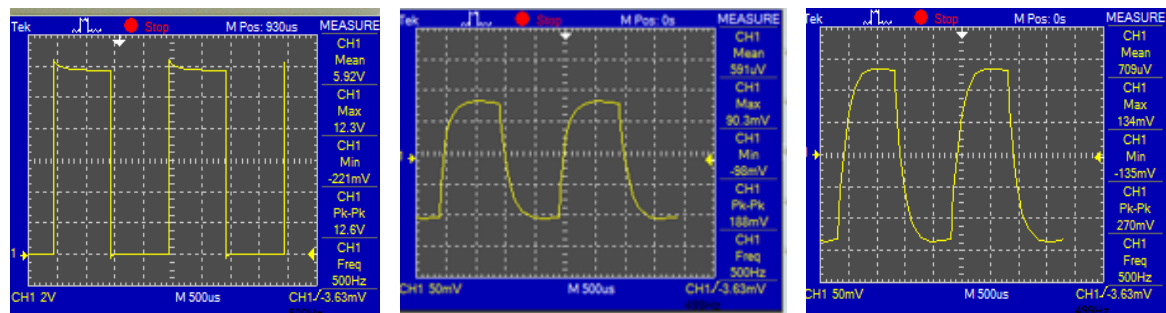 Tek Stop M Pos: 930us MEASURE
CH1
Mean
5.92V
CH1
Max
12.3V
CH1
Min
-221mV
CH1
Pk-Pk
12.6V
CH1
Freq
500Hz
1
CH1 2V M 500us CH1/-3.63mV
Tek Stop M Pos: 0s MEASURE
CH1
Mean
591uV
CH1
Max
90.3mV
CH1
Min
-98mV
CH1
Pk-Pk
188mV
CH1
Freq
500Hz
1
CH1 50mV M 500us CH1/-3.63mV
Tek Stop M Pos: 0s MEASURE
CH1
Mean
709uV
CH1
Max
134mV
CH1
Min
-135mV
CH1
Pk-Pk
270mV
CH1
Freq
500Hz
CH1 50mV M 500us CH1/-3.63mV